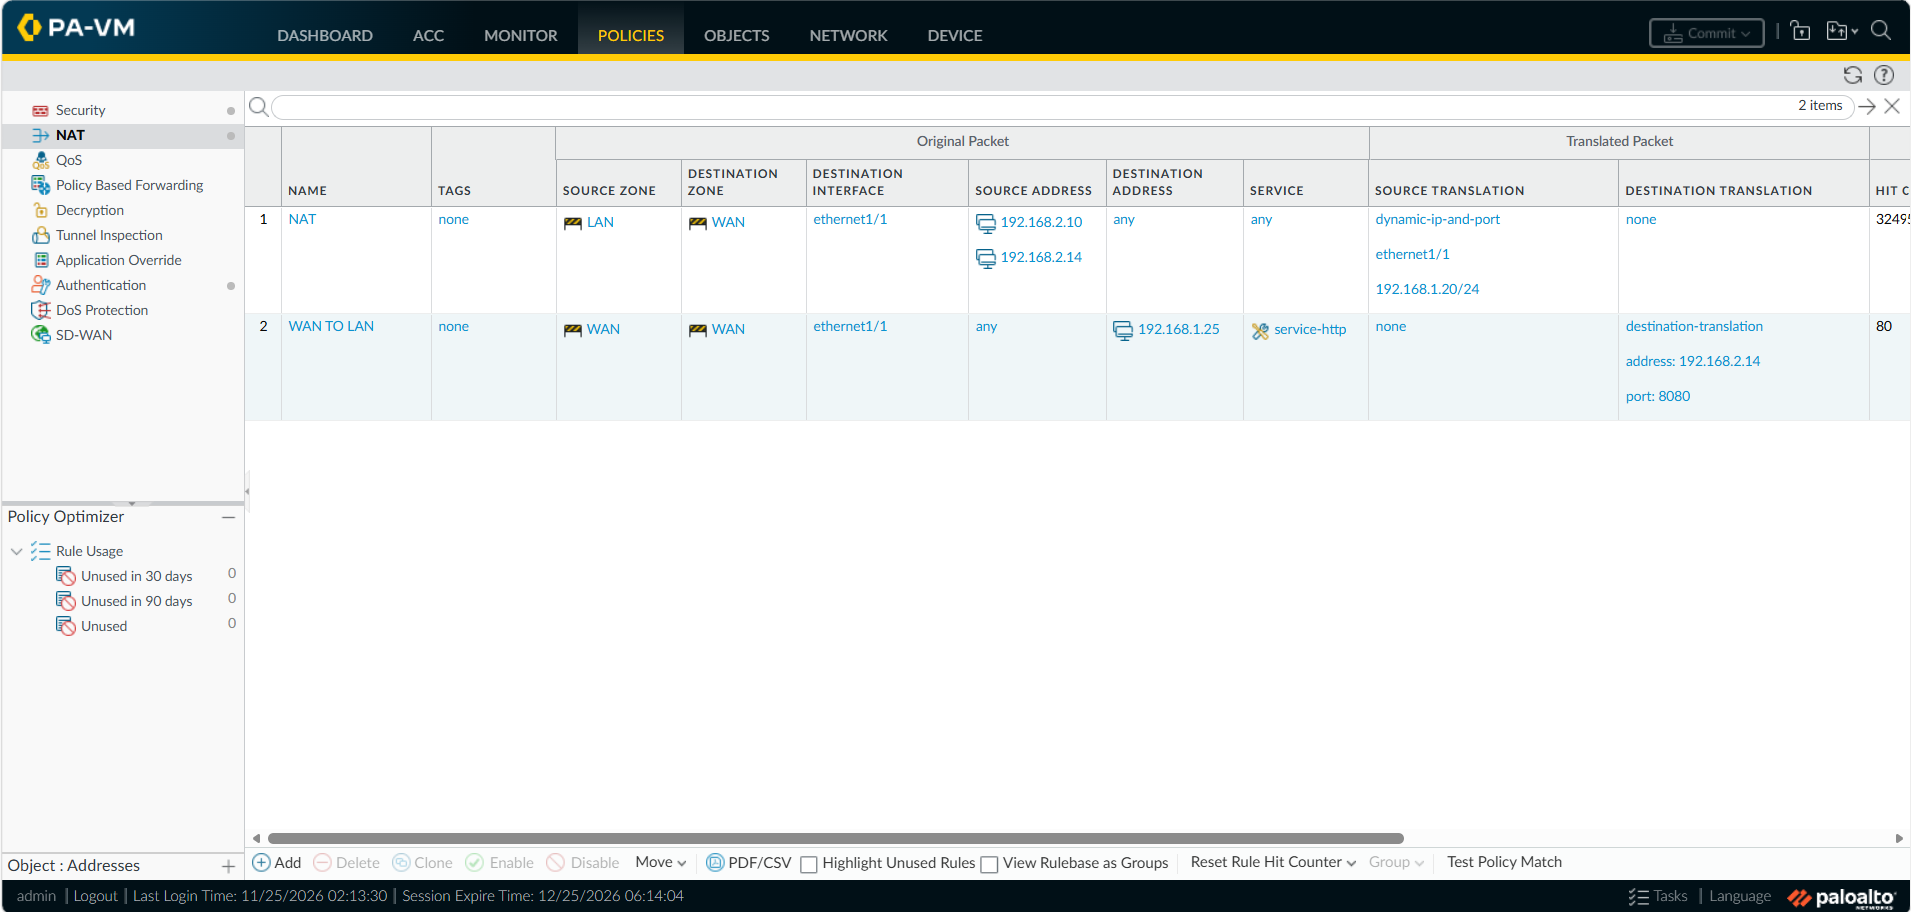 PA-VM
DASHBOARD ACC MONITOR POLICIES OBJECTS NETWORK DEVICE
Commit
Security
NAT
QoS
Policy Based Forwarding
Decryption
Tunnel Inspection
Application Override
Authentication
DoS Protection
SD-WAN
Policy Optimizer
Rule Usage
Unused in 30 days 0
Unused in 90 days 0
Unused 0
Object : Addresses
2 items
Original Packet Translated Packet
NAME TAGS SOURCE ZONE DESTINATION ZONE DESTINATION INTERFACE SOURCE ADDRESS DESTINATION ADDRESS SERVICE SOURCE TRANSLATION DESTINATION TRANSLATION HIT C
1 NAT none LAN WAN ethernet1/1 192.168.2.10 any any dynamic-ip-and-port none 32495
192.168.2.14 ethernet1/1
192.168.1.20/24
2 WAN TO LAN none WAN WAN ethernet1/1 any 192.168.1.25 service-http none destination-translation 80
address: 192.168.2.14
port: 8080
Add Delete Clone Enable Disable Move PDF/CSV Highlight Unused Rules View Rulebase as Groups Reset Rule Hit Counter Group Test Policy Match
admin | Logout | Last Login Time: 11/25/2026 02:13:30 | Session Expire Time: 12/25/2026 06:14:04 Tasks | Language paloalto NETWORKS